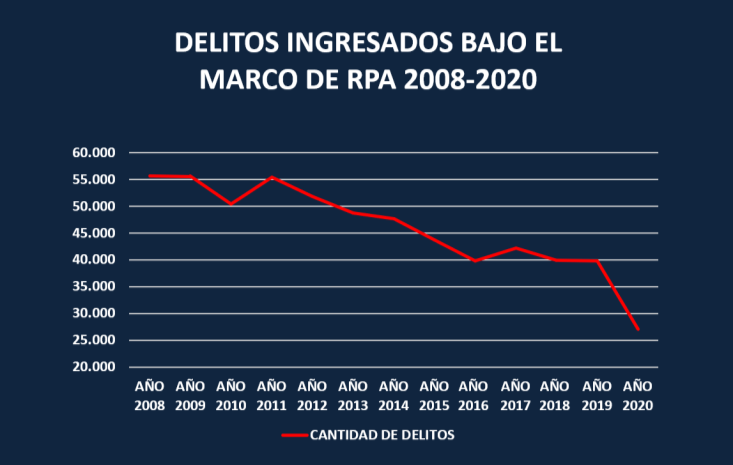 DELITOS INGRESADOS BAJO EL
MARCO DE RPA 2008-2020
60.000
55.000
50.000
45.000
40.000
35.000
30.000
25.000
20.000
AÑO AÑO AÑO AÑO AÑO AÑO AÑO AÑO AÑO AÑO AÑO AÑO AÑO
2008 2009 2010 2011 2012 2013 2014 2015 2016 2017 2018 2019 2020
CANTIDAD DE DELITOS